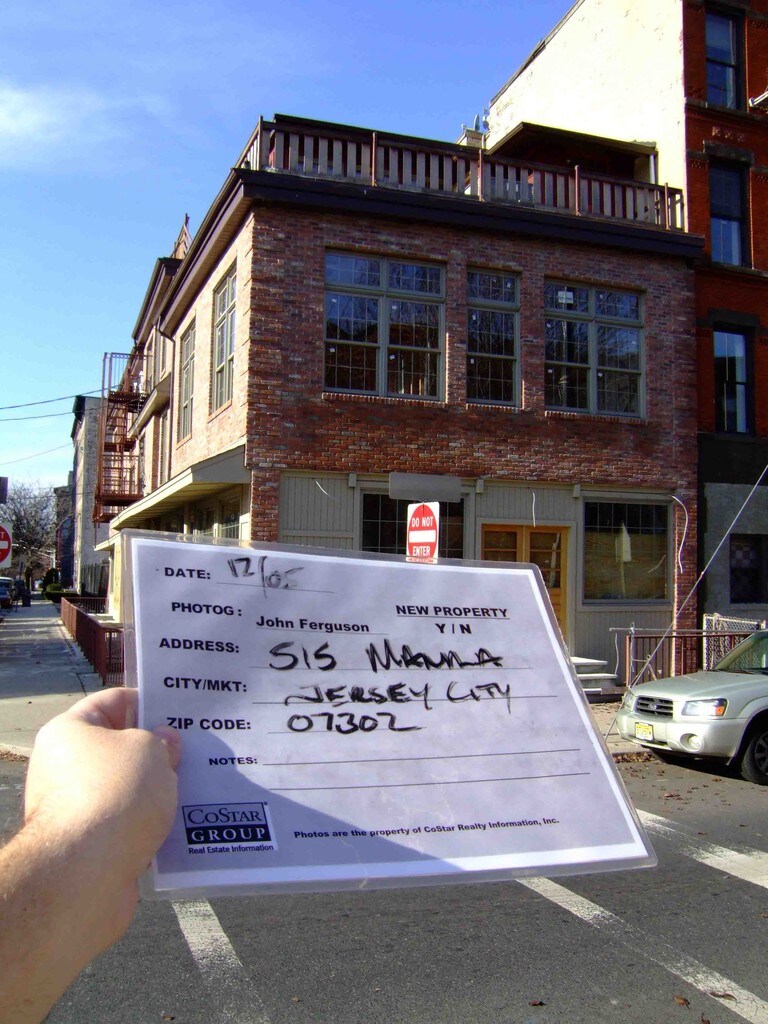 DO NOT
ENTER
DATE: 12/05
PHOTOG: John Ferguson
NEW PROPERTY
Y / N
ADDRESS: 515 MANILA
CITY/MKT: JERSEY CITY
ZIP CODE: 07302
NOTES:
COSTAR
GROUP
Real Estate Information
Photos are the property of CoStar Realty Information, Inc.